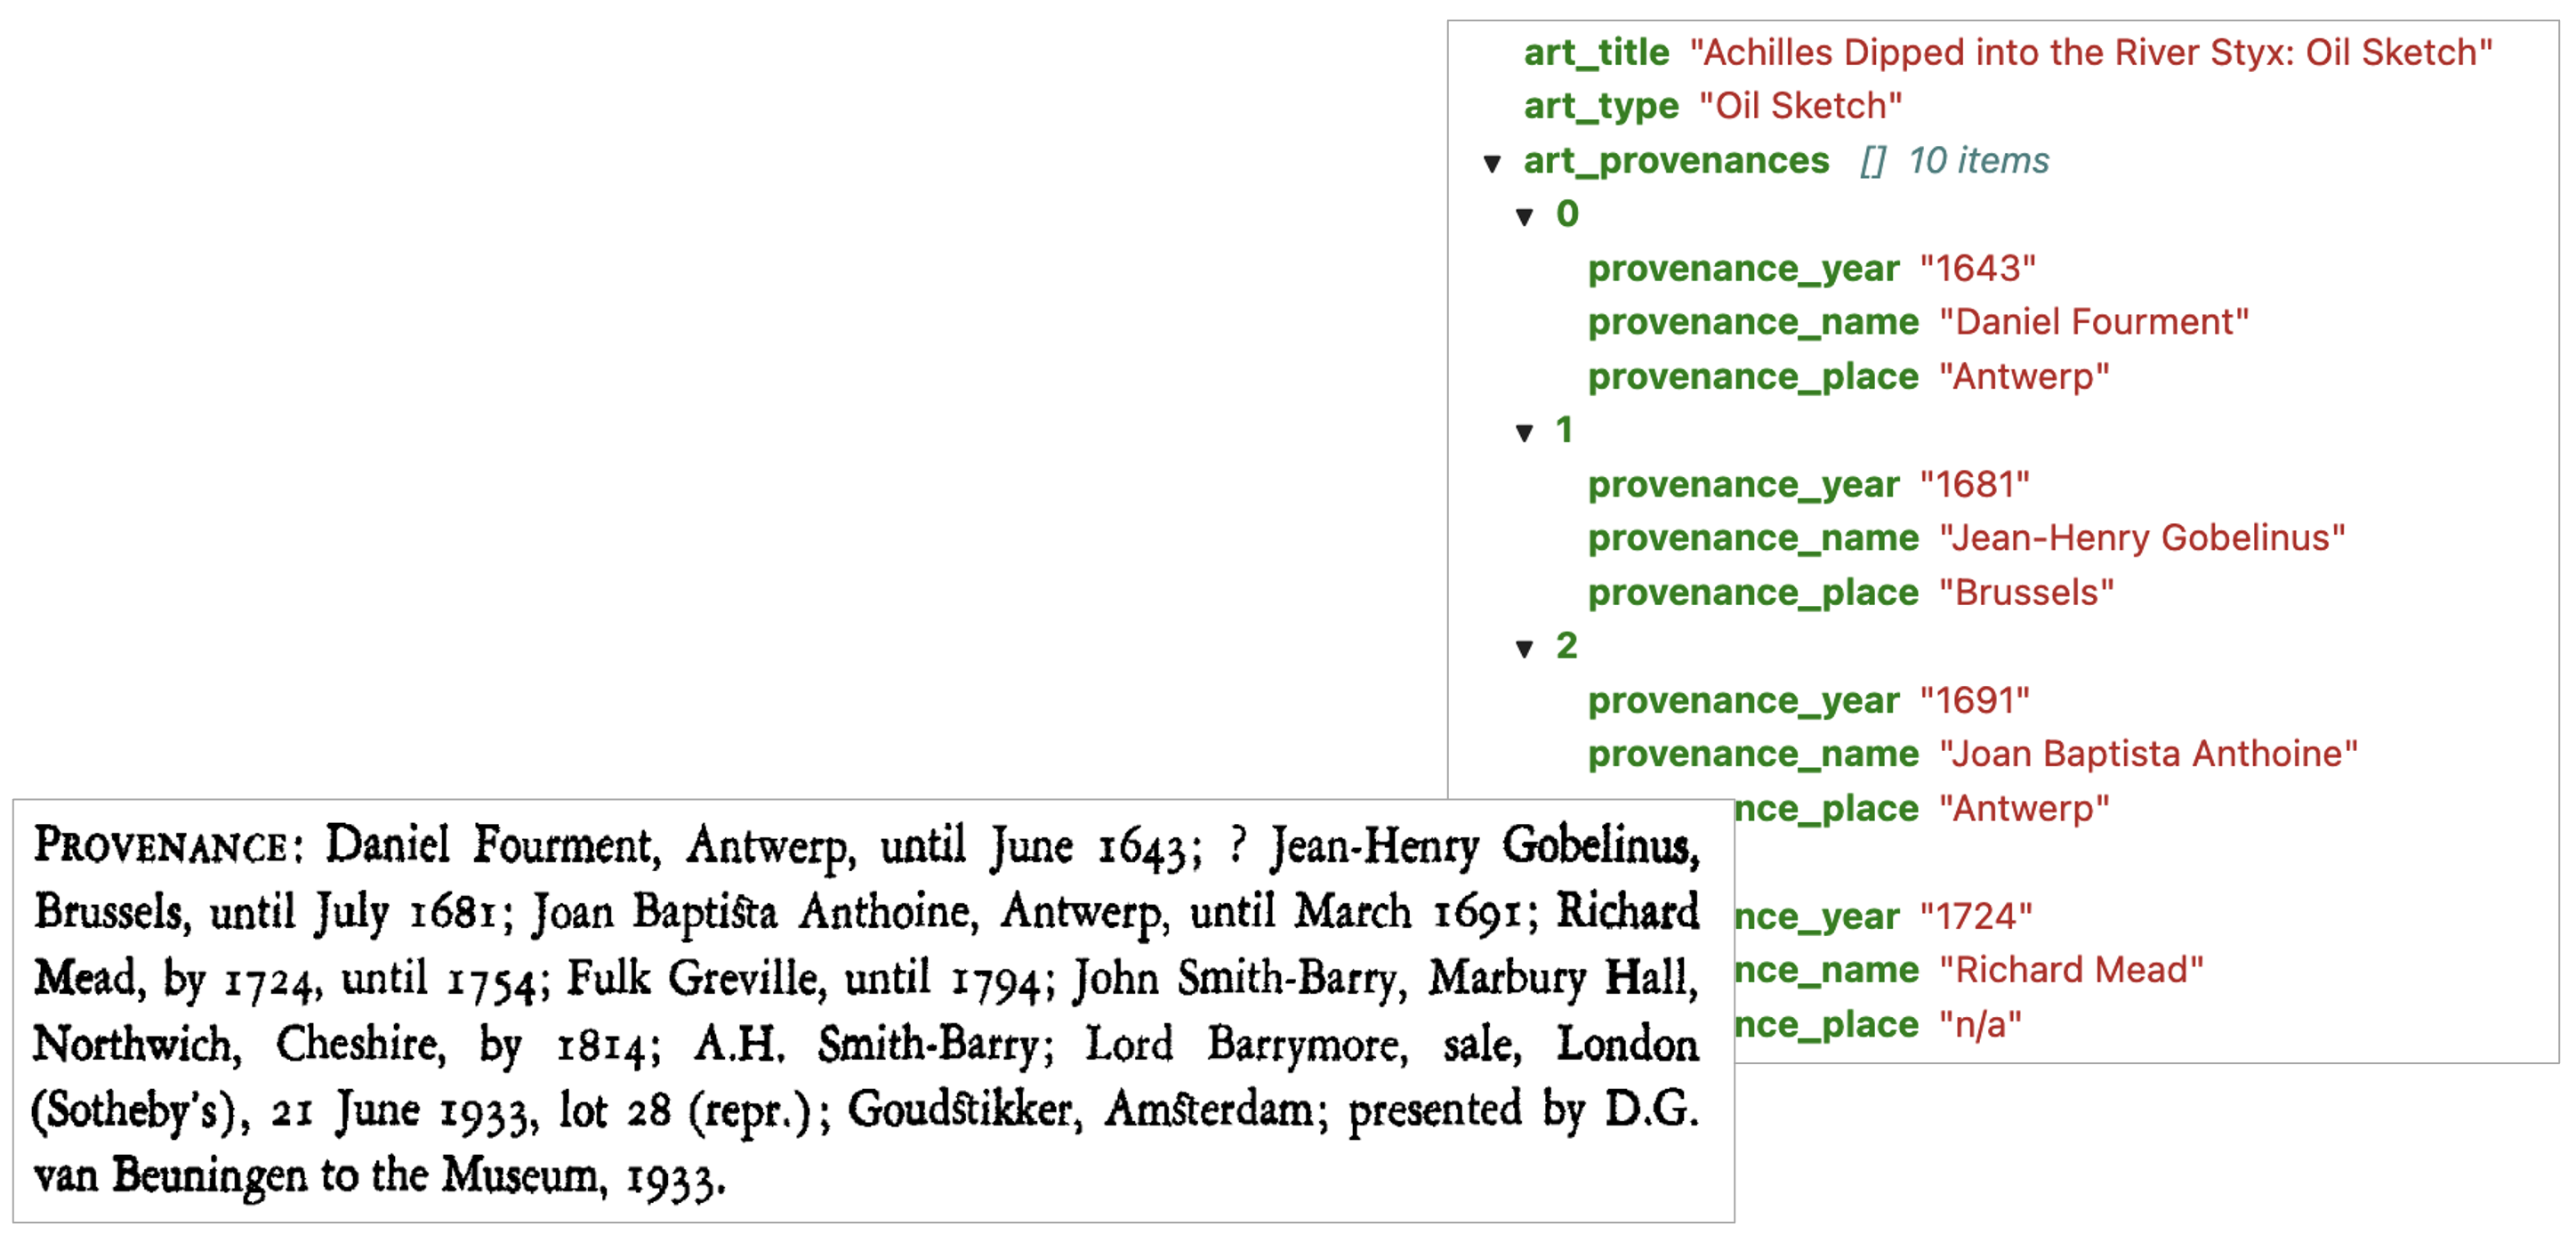 art_title "Achilles Dipped into the River Styx: Oil Sketch"
art_type "Oil Sketch"
▼ art_provenances [] 10 items
▼ 0
provenance_year "1643"
provenance_name "Daniel Fourment"
provenance_place "Antwerp"
▼ 1
provenance_year "1681"
provenance_name "Jean-Henry Gobelinus"
provenance_place "Brussels"
▼ 2
provenance_year "1691"
provenance_name "Joan Baptista Anthoine"
nce_place "Antwerp"
nce_year "1724"
nce_name "Richard Mead"
nce_place "n/a"
PROVENANCE: Daniel Fourment, Antwerp, until June 1643; ? Jean-Henry Gobelinus,
Brussels, until July 1681; Joan Baptista Anthoine, Antwerp, until March 1691; Richard
Mead, by 1724, until 1754; Fulk Greville, until 1794; John Smith-Barry, Marbury Hall,
Northwich, Cheshire, by 1814; A.H. Smith-Barry; Lord Barrymore, sale, London
(Sotheby's), 21 June 1933, lot 28 (repr.); Goudstikker, Amsterdam; presented by D.G.
van Beuningen to the Museum, 1933.